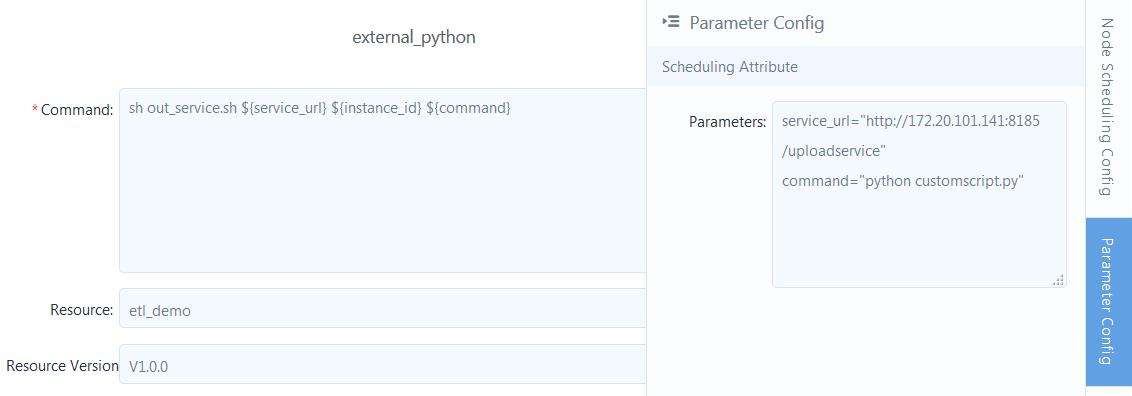 external_python
* Command:
sh out_service.sh ${service_url} ${instance_id} ${command}
Resource:
etl_demo
Resource Version
V1.0.0
Parameter Config
Scheduling Attribute
Parameters:
service_url="http://172.20.101.141:8185
/uploadservice"
command="python customscript.py"
Node Scheduling Config
Parameter Config